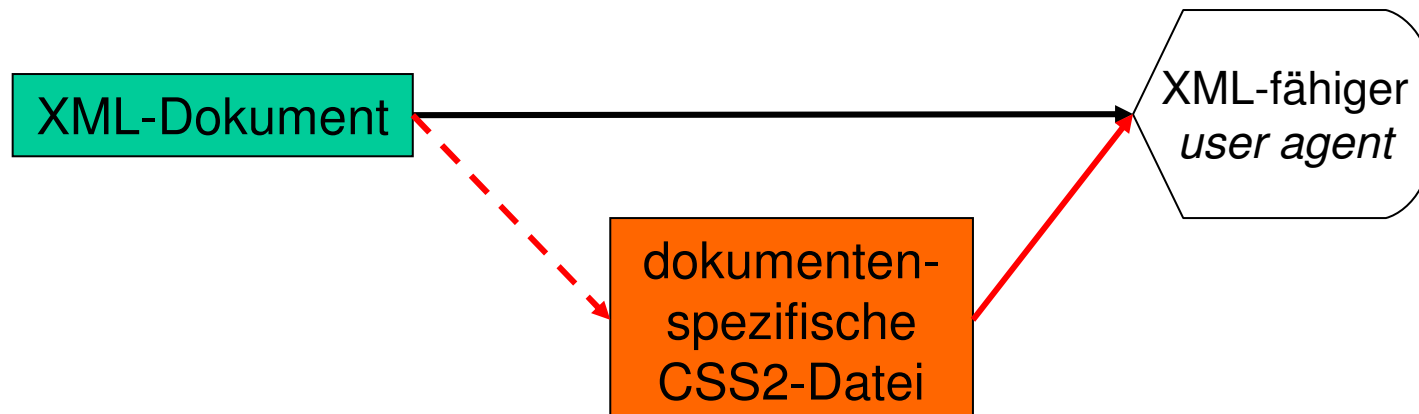 XML-Dokument
XML-fähiger
user agent
dokumenten-
spezifische
CSS2-Datei